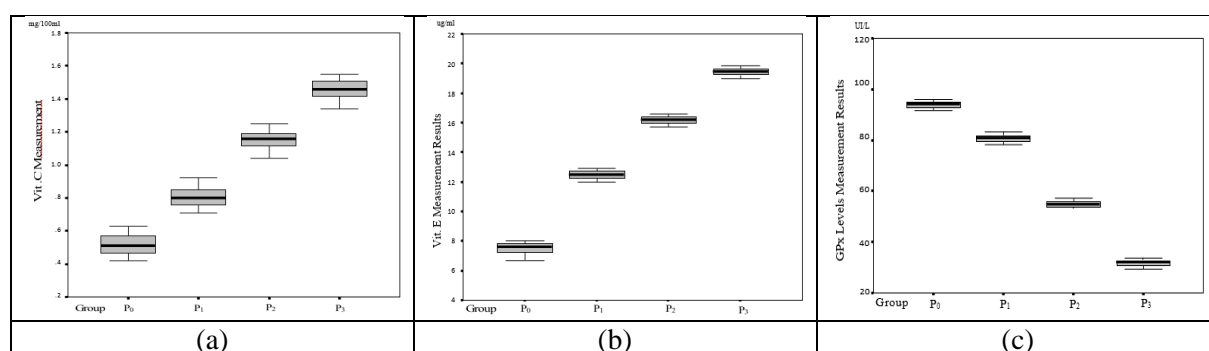 mg/100ml
1.8
1.6
1.4
1.2
1.0
.8
.6
.4
.2
Vit .C Measurement
Group P₀ P₁ P₂ P₃
(a)
ug/ml
22
20
18
16
14
12
10
8
6
4
Vit. E Measurement Results
Group P₀ P₁ P₂ P₃
(b)
UI/L
120
100
80
60
40
20
GPx Levels Measurement Results
Group P₀ P₁ P₂ P₃
(c)